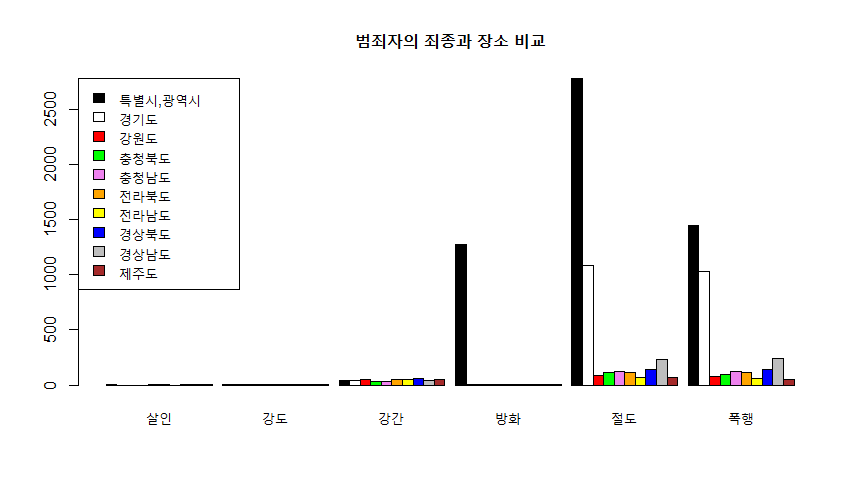 범죄자의 죄종과 장소 비교
2500
2000
1500
1000
500
0
특별시,광역시
경기도
강원도
충청북도
충청남도
전라북도
전라남도
경상북도
경상남도
제주도
살인 강도 강간 방화 절도 폭행